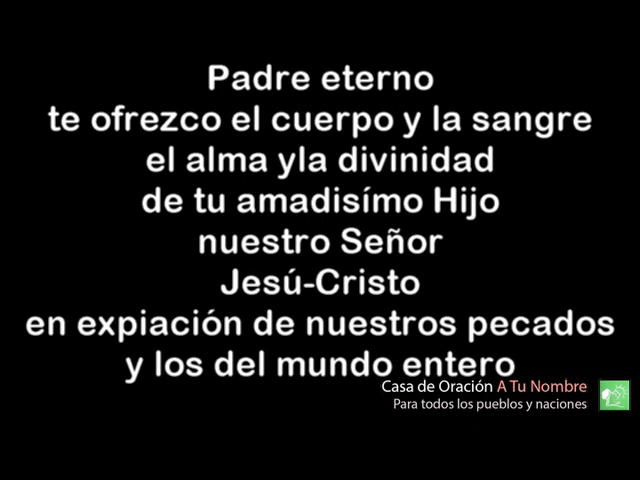 Padre eterno
te ofrezco el cuerpo y la sangre
el alma yla divinidad
de tu amadisímo Hijo
nuestro Señor
Jesú-Cristo
en expiación de nuestros pecados
y los del mundo entero
Casa de Oración A Tu Nombre
Para todos los pueblos y naciones